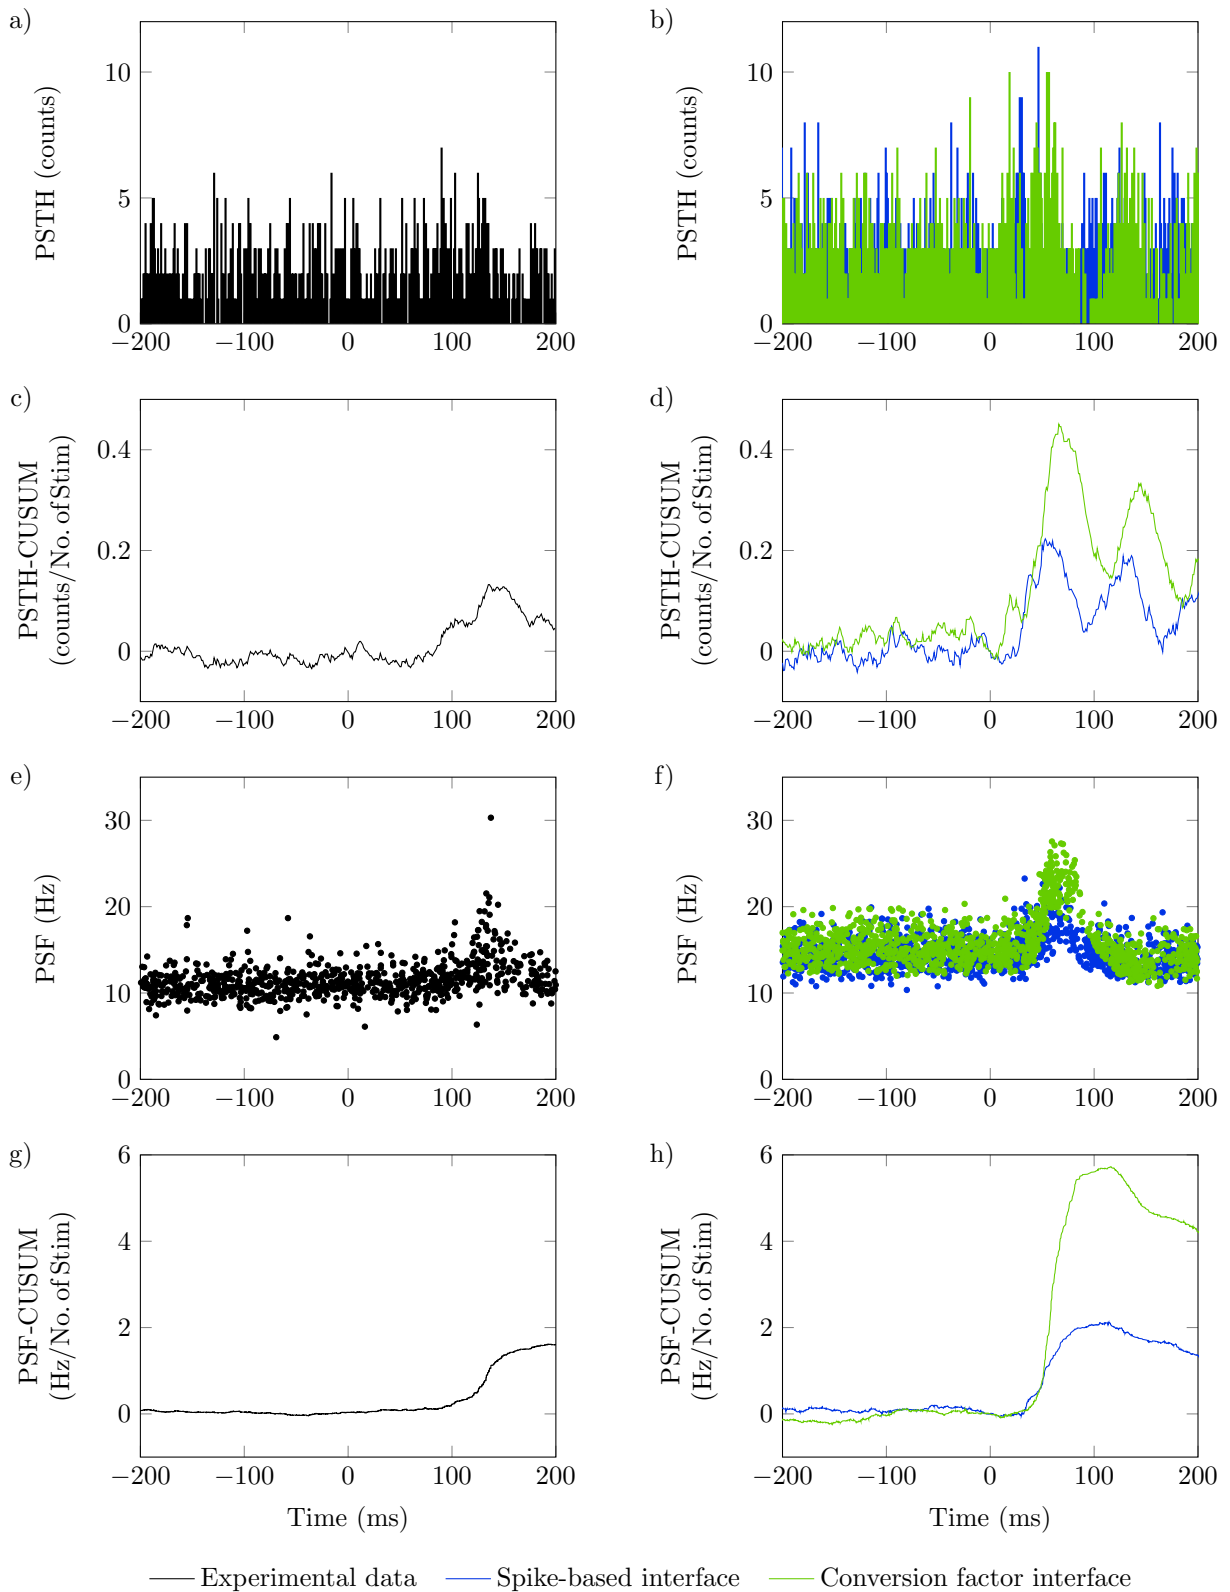 a)
PSTH (counts)
10
5
0
−200 −100 0 100 200
b)
PSTH (counts)
10
5
0
−200 −100 0 100 200
c)
PSTH-CUSUM
(counts/No. of Stim)
0.4
0.2
0
−200 −100 0 100 200
d)
PSTH-CUSUM
(counts/No. of Stim)
0.4
0.2
0
−200 −100 0 100 200
e)
PSF (Hz)
30
20
10
0
−200 −100 0 100 200
f)
PSF (Hz)
30
20
10
0
−200 −100 0 100 200
g)
PSF-CUSUM
(Hz/No. of Stim)
6
4
2
0
−200 −100 0 100 200
Time (ms)
h)
PSF-CUSUM
(Hz/No. of Stim)
6
4
2
0
−200 −100 0 100 200
Time (ms)
Experimental data Spike-based interface Conversion factor interface